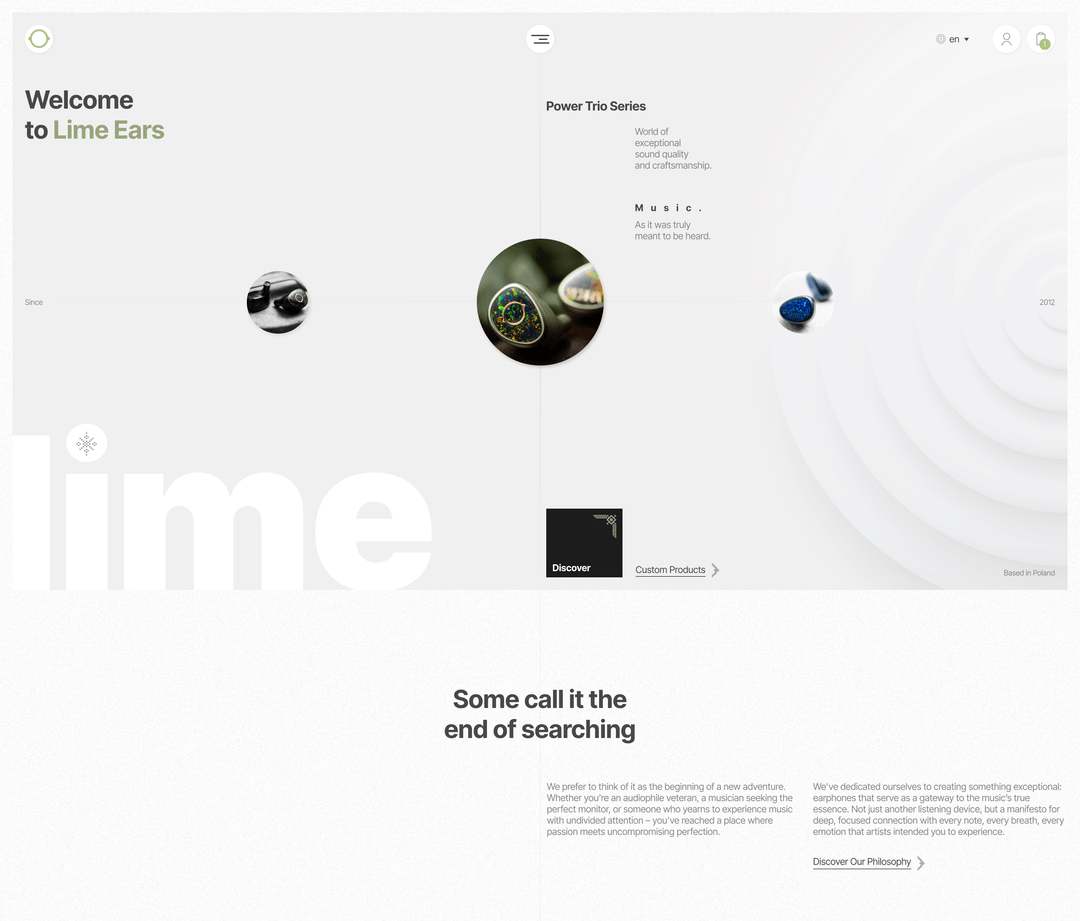 en
1
Welcome
to Lime Ears
Power Trio Series
World of
exceptional
sound quality
and craftsmanship.
M u s i c .
As it was truly
meant to be heard.
Since
2012
lime
Discover
Custom Products
Based in Poland
Some call it the
end of searching
We prefer to think of it as the beginning of a new adventure.
Whether you're an audiophile veteran, a musician seeking the
perfect monitor, or someone who yearns to experience music
with undivided attention – you've reached a place where
passion meets uncompromising perfection.
We've dedicated ourselves to creating something exceptional:
earphones that serve as a gateway to the music's true
essence. Not just another listening device, but a manifesto for
deep, focused connection with every note, every breath, every
emotion that artists intended you to experience.
Discover Our Philosophy